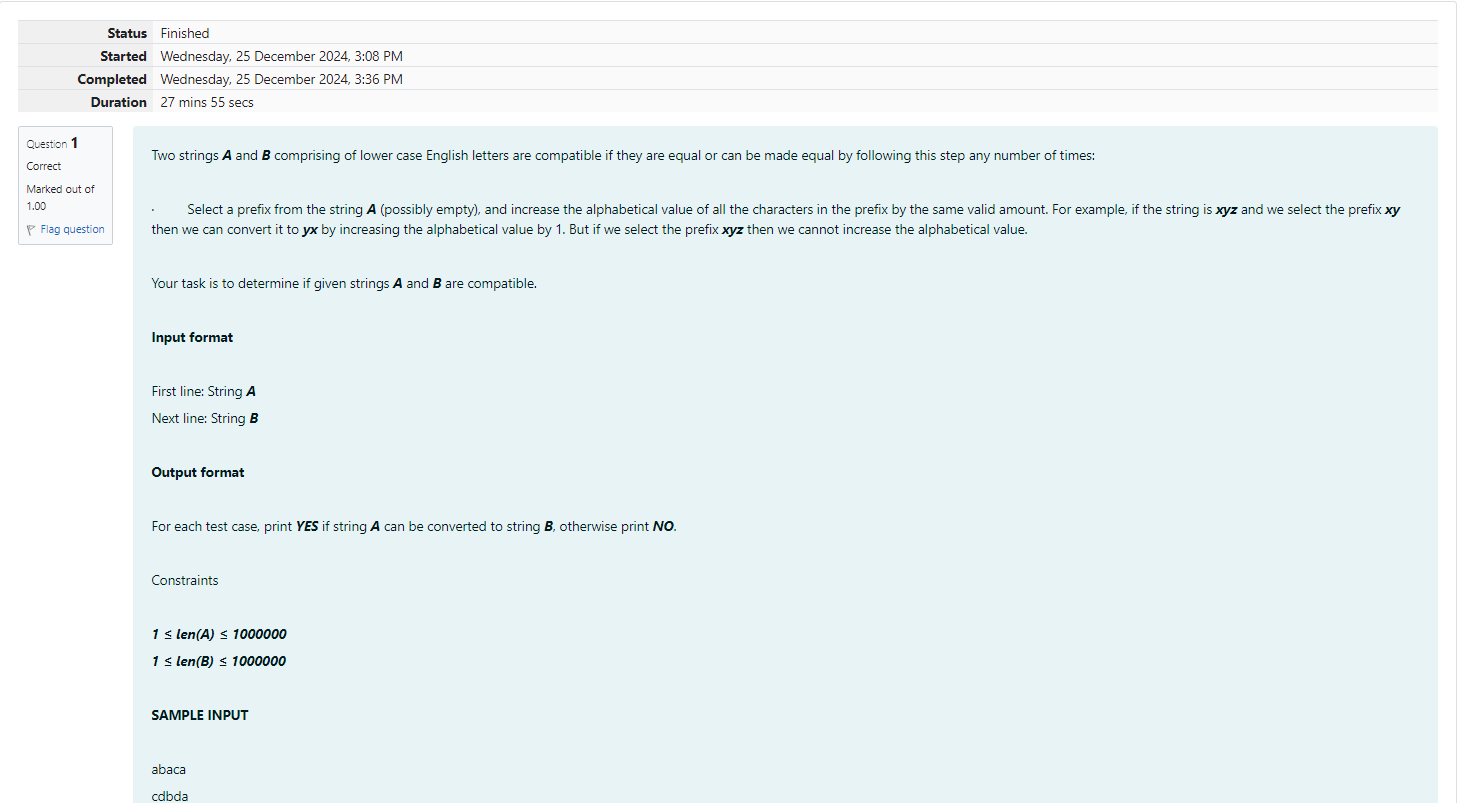 Status Finished
Started Wednesday, 25 December 2024, 3:08 PM
Completed Wednesday, 25 December 2024, 3:36 PM
Duration 27 mins 55 secs
Question 1
Correct
Marked out of
1.00
Flag question
Two strings A and B comprising of lower case English letters are compatible if they are equal or can be made equal by following this step any number of times:
· Select a prefix from the string A (possibly empty), and increase the alphabetical value of all the characters in the prefix by the same valid amount. For example, if the string is xyz and we select the prefix xy
then we can convert it to yx by increasing the alphabetical value by 1. But if we select the prefix xyz then we cannot increase the alphabetical value.
Your task is to determine if given strings A and B are compatible.
Input format
First line: String A
Next line: String B
Output format
For each test case, print YES if string A can be converted to string B, otherwise print NO.
Constraints
1 ≤ len(A) ≤ 1000000
1 ≤ len(B) ≤ 1000000
SAMPLE INPUT
abaca
cdbda